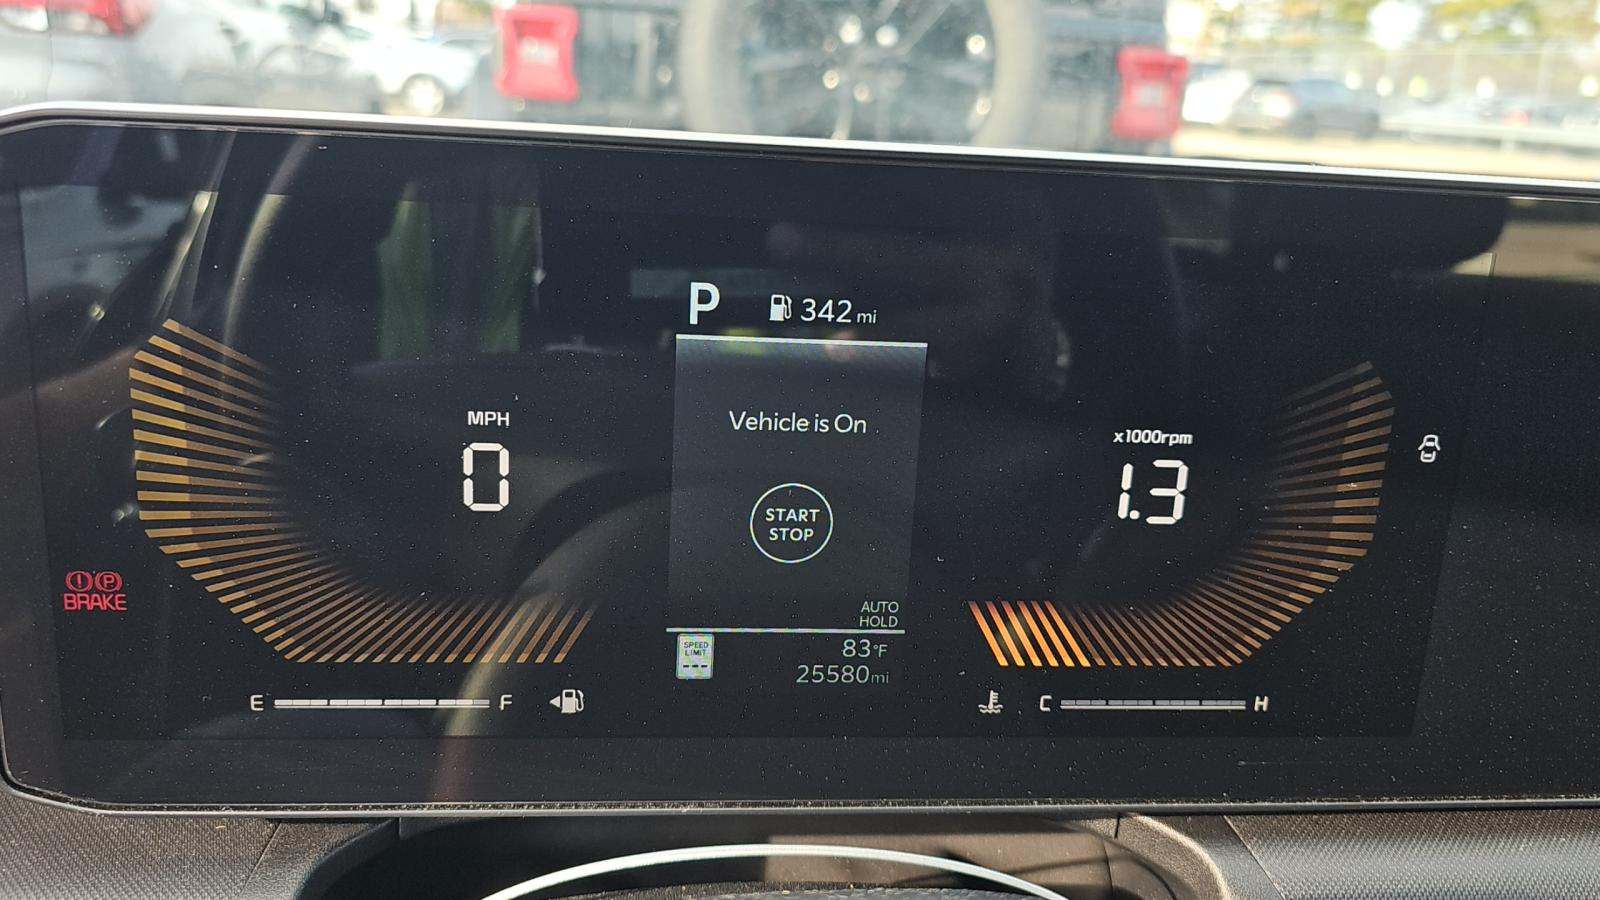 P 342 mi
MPH
0
Vehicle is On
START
STOP
x1000rpm
1.3
P
BRAKE
AUTO
HOLD
SPEED
LIMIT
---
83°F
25580mi
E F
C H